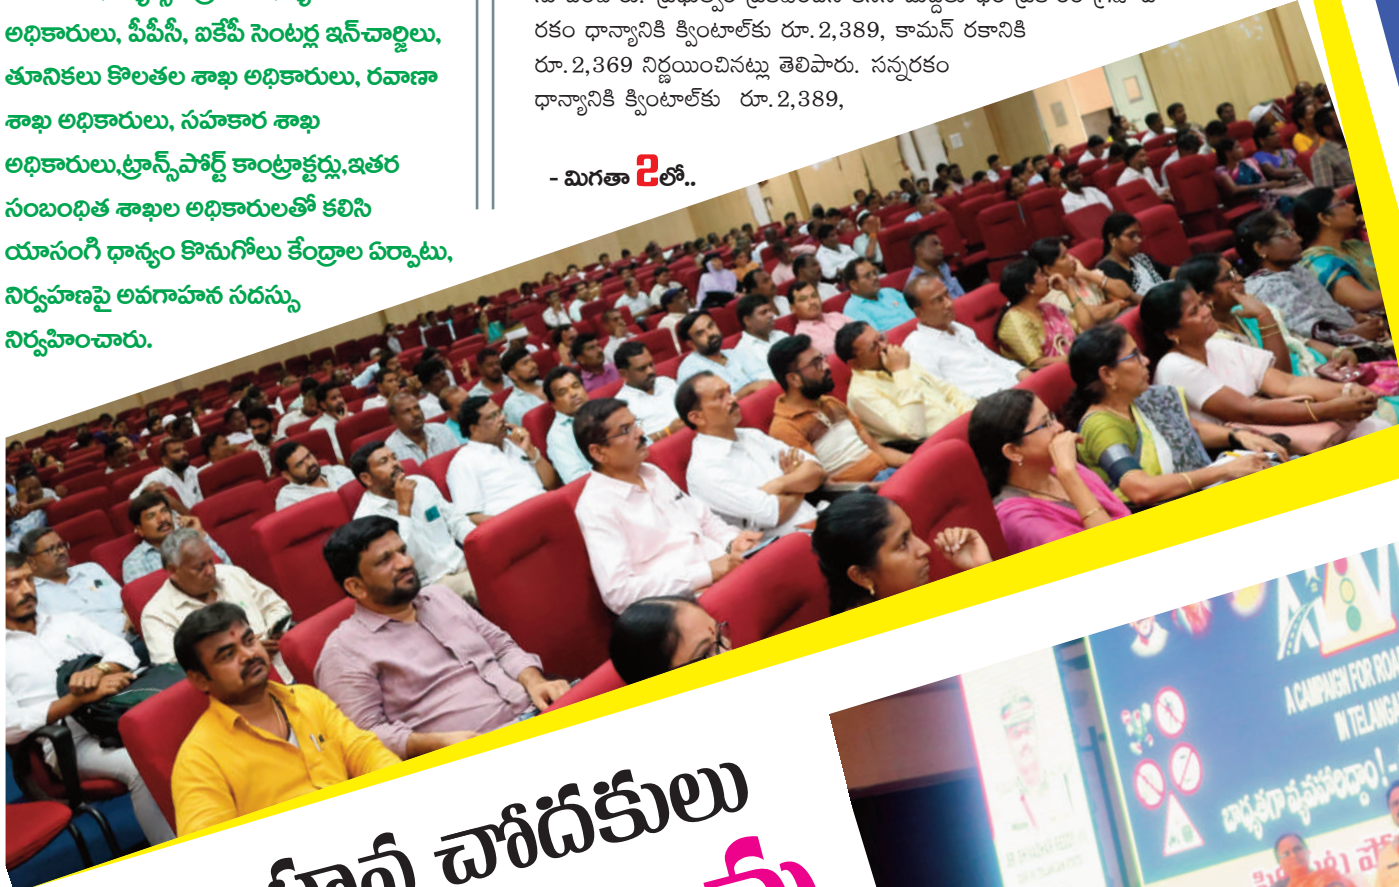 అధికారులు, పీపీసీ, ఐకేపీ సెంటర్ల ఇన్‌చార్జిలు,
తూనికలు కొలతల శాఖ అధికారులు, రవాణా
శాఖ అధికారులు, సహకార శాఖ
అధికారులు,ట్రాన్స్‌పోర్ట్ కాంట్రాక్టర్లు,ఇతర
సంబంధిత శాఖల అధికారులతో కలిసి
యాసంగి ధాన్యం కొనుగోలు కేంద్రాల ఏర్పాటు,
నిర్వహణపై అవగాహన సదస్సు
నిర్వహించారు.
రకం ధాన్యానికి క్వింటాల్‌కు రూ.2,389, కామన్ రకానికి
రూ.2,369 నిర్ణయించినట్లు తెలిపారు. సన్నరకం
ధాన్యానికి క్వింటాల్‌కు రూ.2,389,
- మిగతా 2లో..
చోదకులు
A CAMPAIGN FOR
IN
బాధ్యతగా వ్యవహరిద్దాం! -